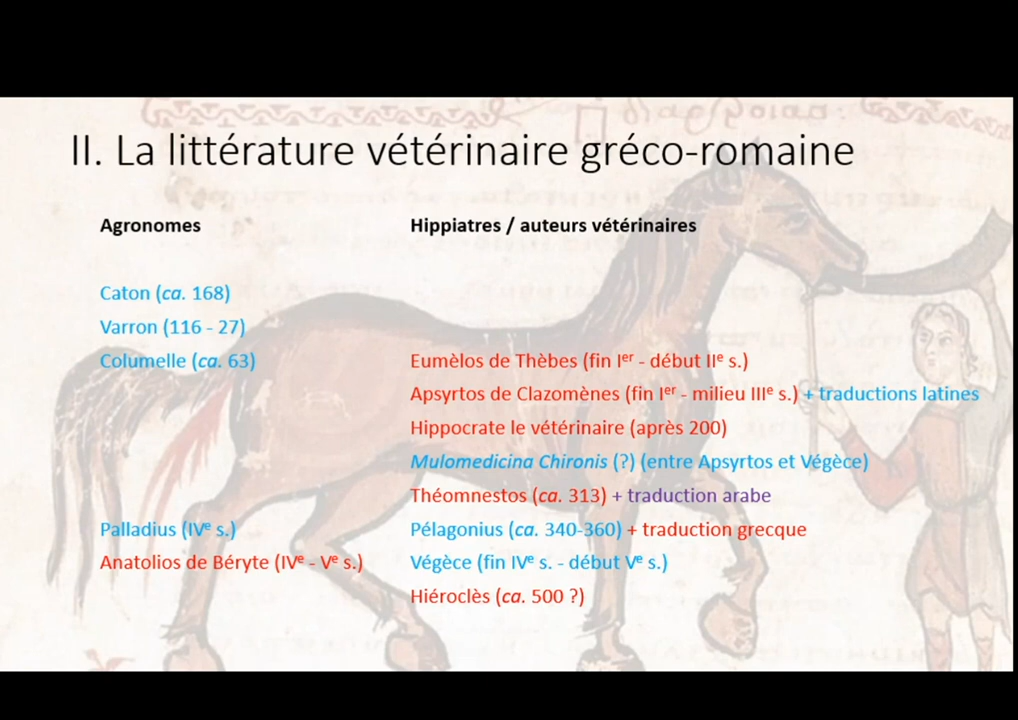 II. La littérature vétérinaire gréco-romaine
Agronomes
Hippiatres / auteurs vétérinaires
Caton (ca. 168)
Varron (116 - 27)
Columelle (ca. 63)
Eumèlos de Thèbes (fin Ier - début IIe s.)
Apsyrtos de Clazomènes (fin Ier - milieu IIIe s.) + traductions latines
Hippocrate le vétérinaire (après 200)
Mulomedicina Chironis (?) (entre Apsyrtos et Végèce)
Théomnestos (ca. 313) + traduction arabe
Palladius (IVe s.)
Pélagonius (ca. 340-360) + traduction grecque
Anatolios de Béryte (IVe - Ve s.)
Végèce (fin IVe s. - début Ve s.)
Hiéroclès (ca. 500 ?)